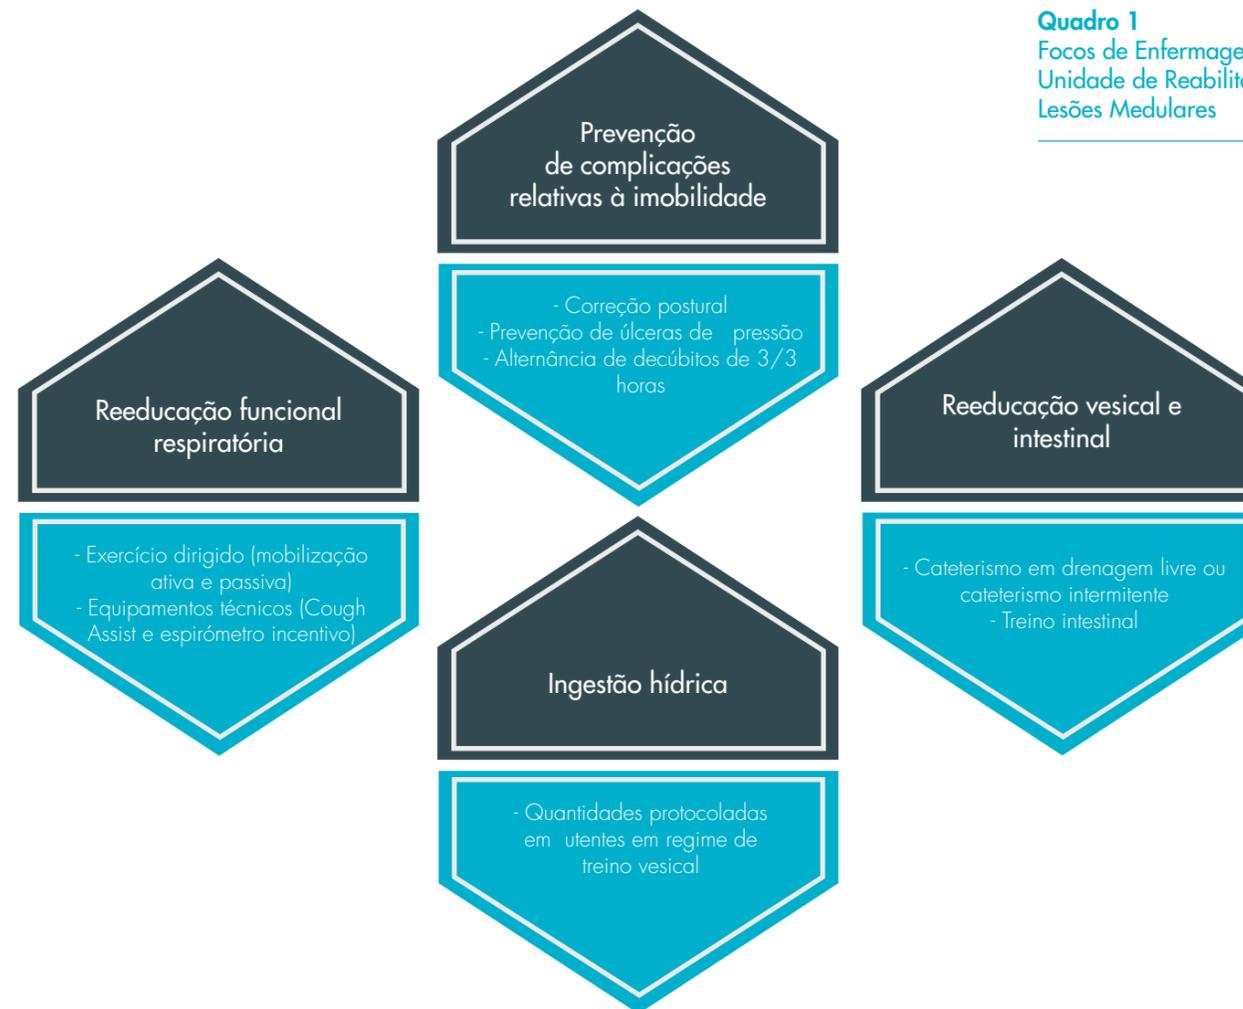 Quadro 1
Focos de Enfermage
Unidade de Reabilit
Lesões Medulares
Prevenção
de complicações
relativas à imobilidade
- Correção postural
- Prevenção de úlceras de pressão
- Alternância de decúbitos de 3/3
horas
Reeducação funcional
respiratória
- Exercício dirigido (mobilização
ativa e passiva)
- Equipamentos técnicos (Cough
Assist e espirómetro incentivo)
Reeducação vesical e
intestinal
- Cateterismo em drenagem livre ou
cateterismo intermitente
- Treino intestinal
Ingestão hídrica
- Quantidades protocoladas
em utentes em regime de
treino vesical